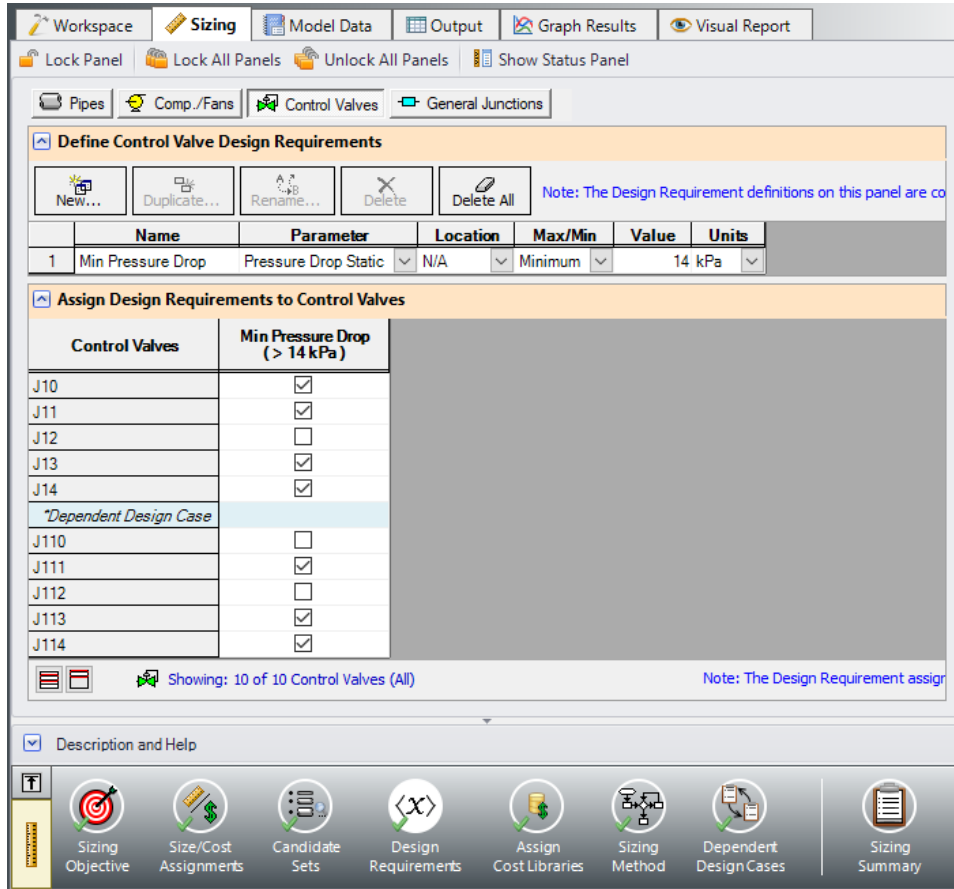 Workspace Sizing Model Data Output Graph Results Visual Report
Lock Panel Lock All Panels Unlock All Panels Show Status Panel
Pipes Comp./Fans Control Valves General Junctions
Define Control Valve Design Requirements
New... Duplicate... Rename... Delete Delete All Note: The Design Requirement definitions on this panel are co
Name Parameter Location Max/Min Value Units
1 Min Pressure Drop Pressure Drop Static N/A Minimum 14 kPa
Assign Design Requirements to Control Valves
Control Valves Min Pressure Drop
( > 14 kPa )
J10
J11
J12
J13
J14
*Dependent Design Case
J110
J111
J112
J113
J114
Showing: 10 of 10 Control Valves (All) Note: The Design Requirement assigr
Description and Help
Sizing Size/Cost Candidate Design Assign Sizing Dependent Sizing
Objective Assignments Sets Requirements Cost Libraries Method Design Cases Summary